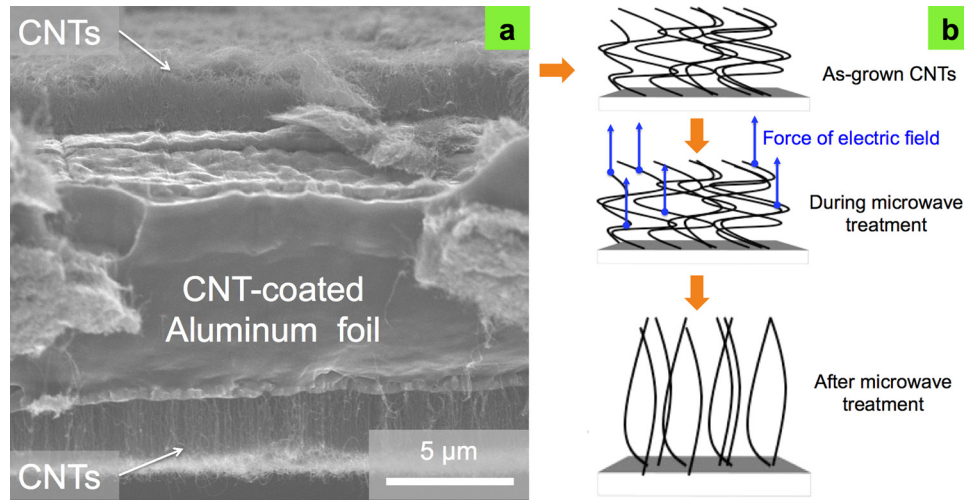 CNTs
a
CNT-coated
Aluminum foil
CNTs
5 µm
b
As-grown CNTs
Force of electric field
During microwave
treatment
After microwave
treatment